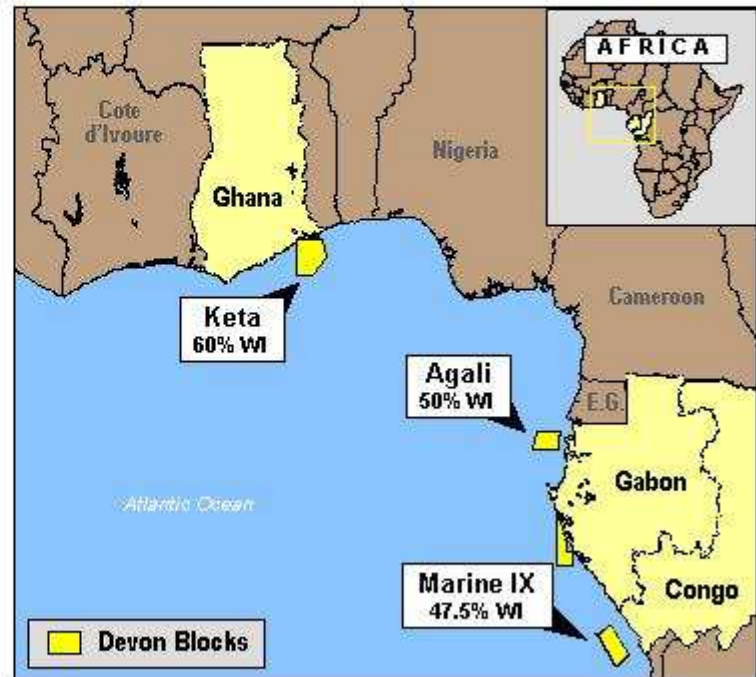 AFRICA
Cote
d'Ivoure
Nigeria
Ghana
Keta
60% WI
Cameroon
Agali
50% WI
E.G.
Gabon
Atlantic Ocean
Marine IX
47.5% WI
Congo
Devon Blocks